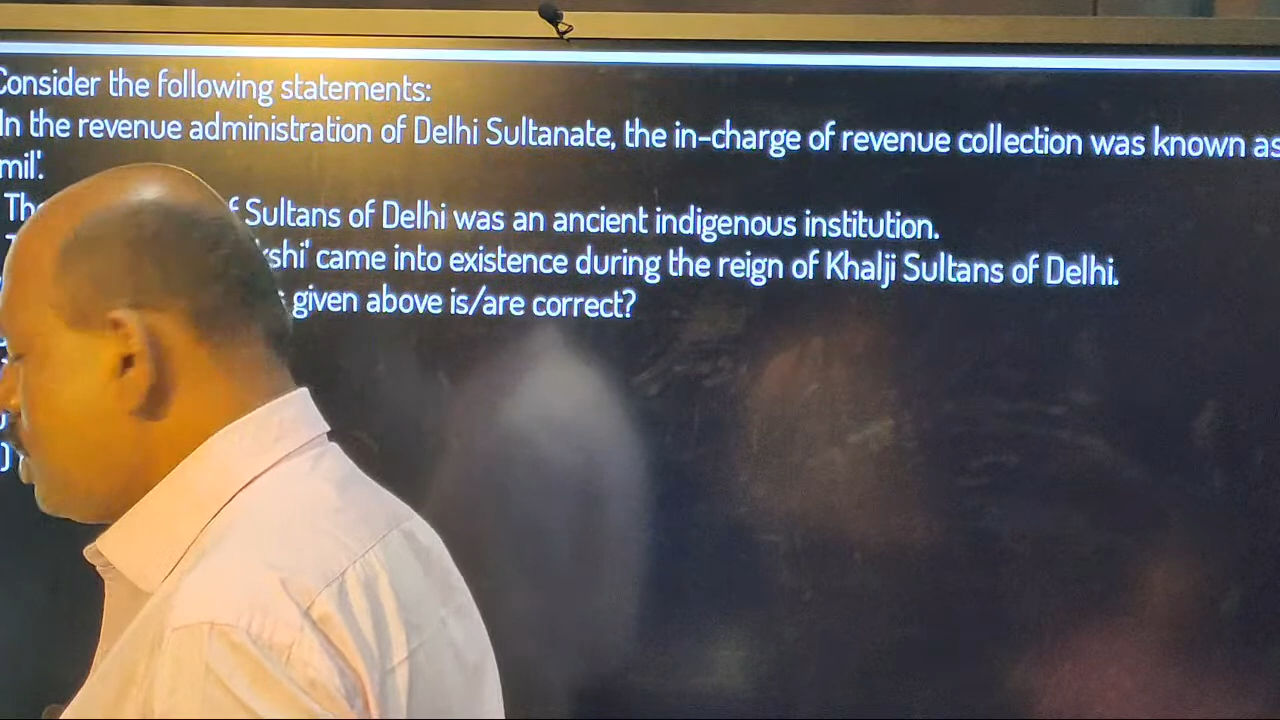 Consider the following statements:
In the revenue administration of Delhi Sultanate, the in-charge of revenue collection was known as
mil'.
Sultans of Delhi was an ancient indigenous institution.
came into existence during the reign of Khalji Sultans of Delhi.
given above is/are correct?